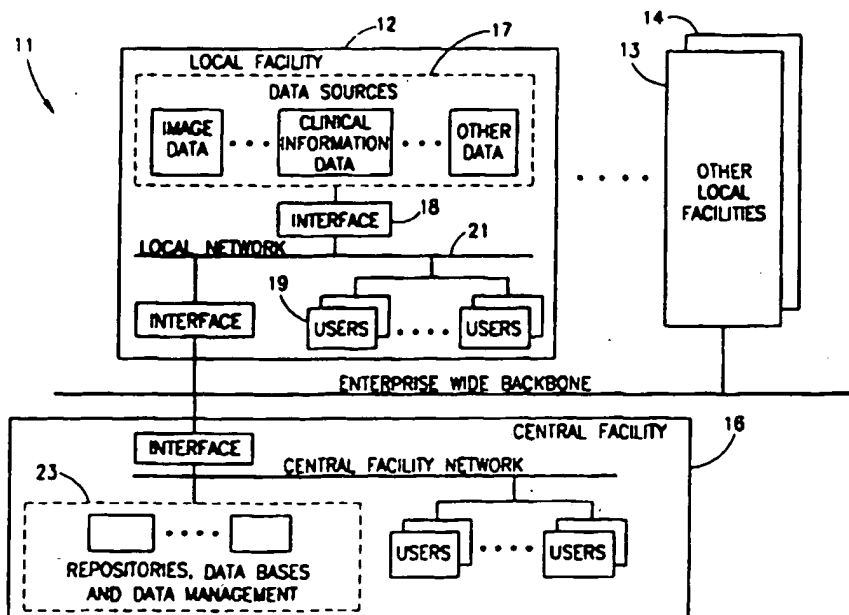 11
12
17
14
13
LOCAL FACILITY
DATA SOURCES
IMAGE
DATA
CLINICAL
INFORMATION
DATA
OTHER
DATA
INTERFACE
18
LOCAL NETWORK
21
INTERFACE
19
USERS
USERS
OTHER
LOCAL
FACILITIES
ENTERPRISE WIDE BACKBONE
INTERFACE
CENTRAL FACILITY
16
CENTRAL FACILITY NETWORK
23
REPOSITORIES, DATA BASES
AND DATA MANAGEMENT
USERS
USERS